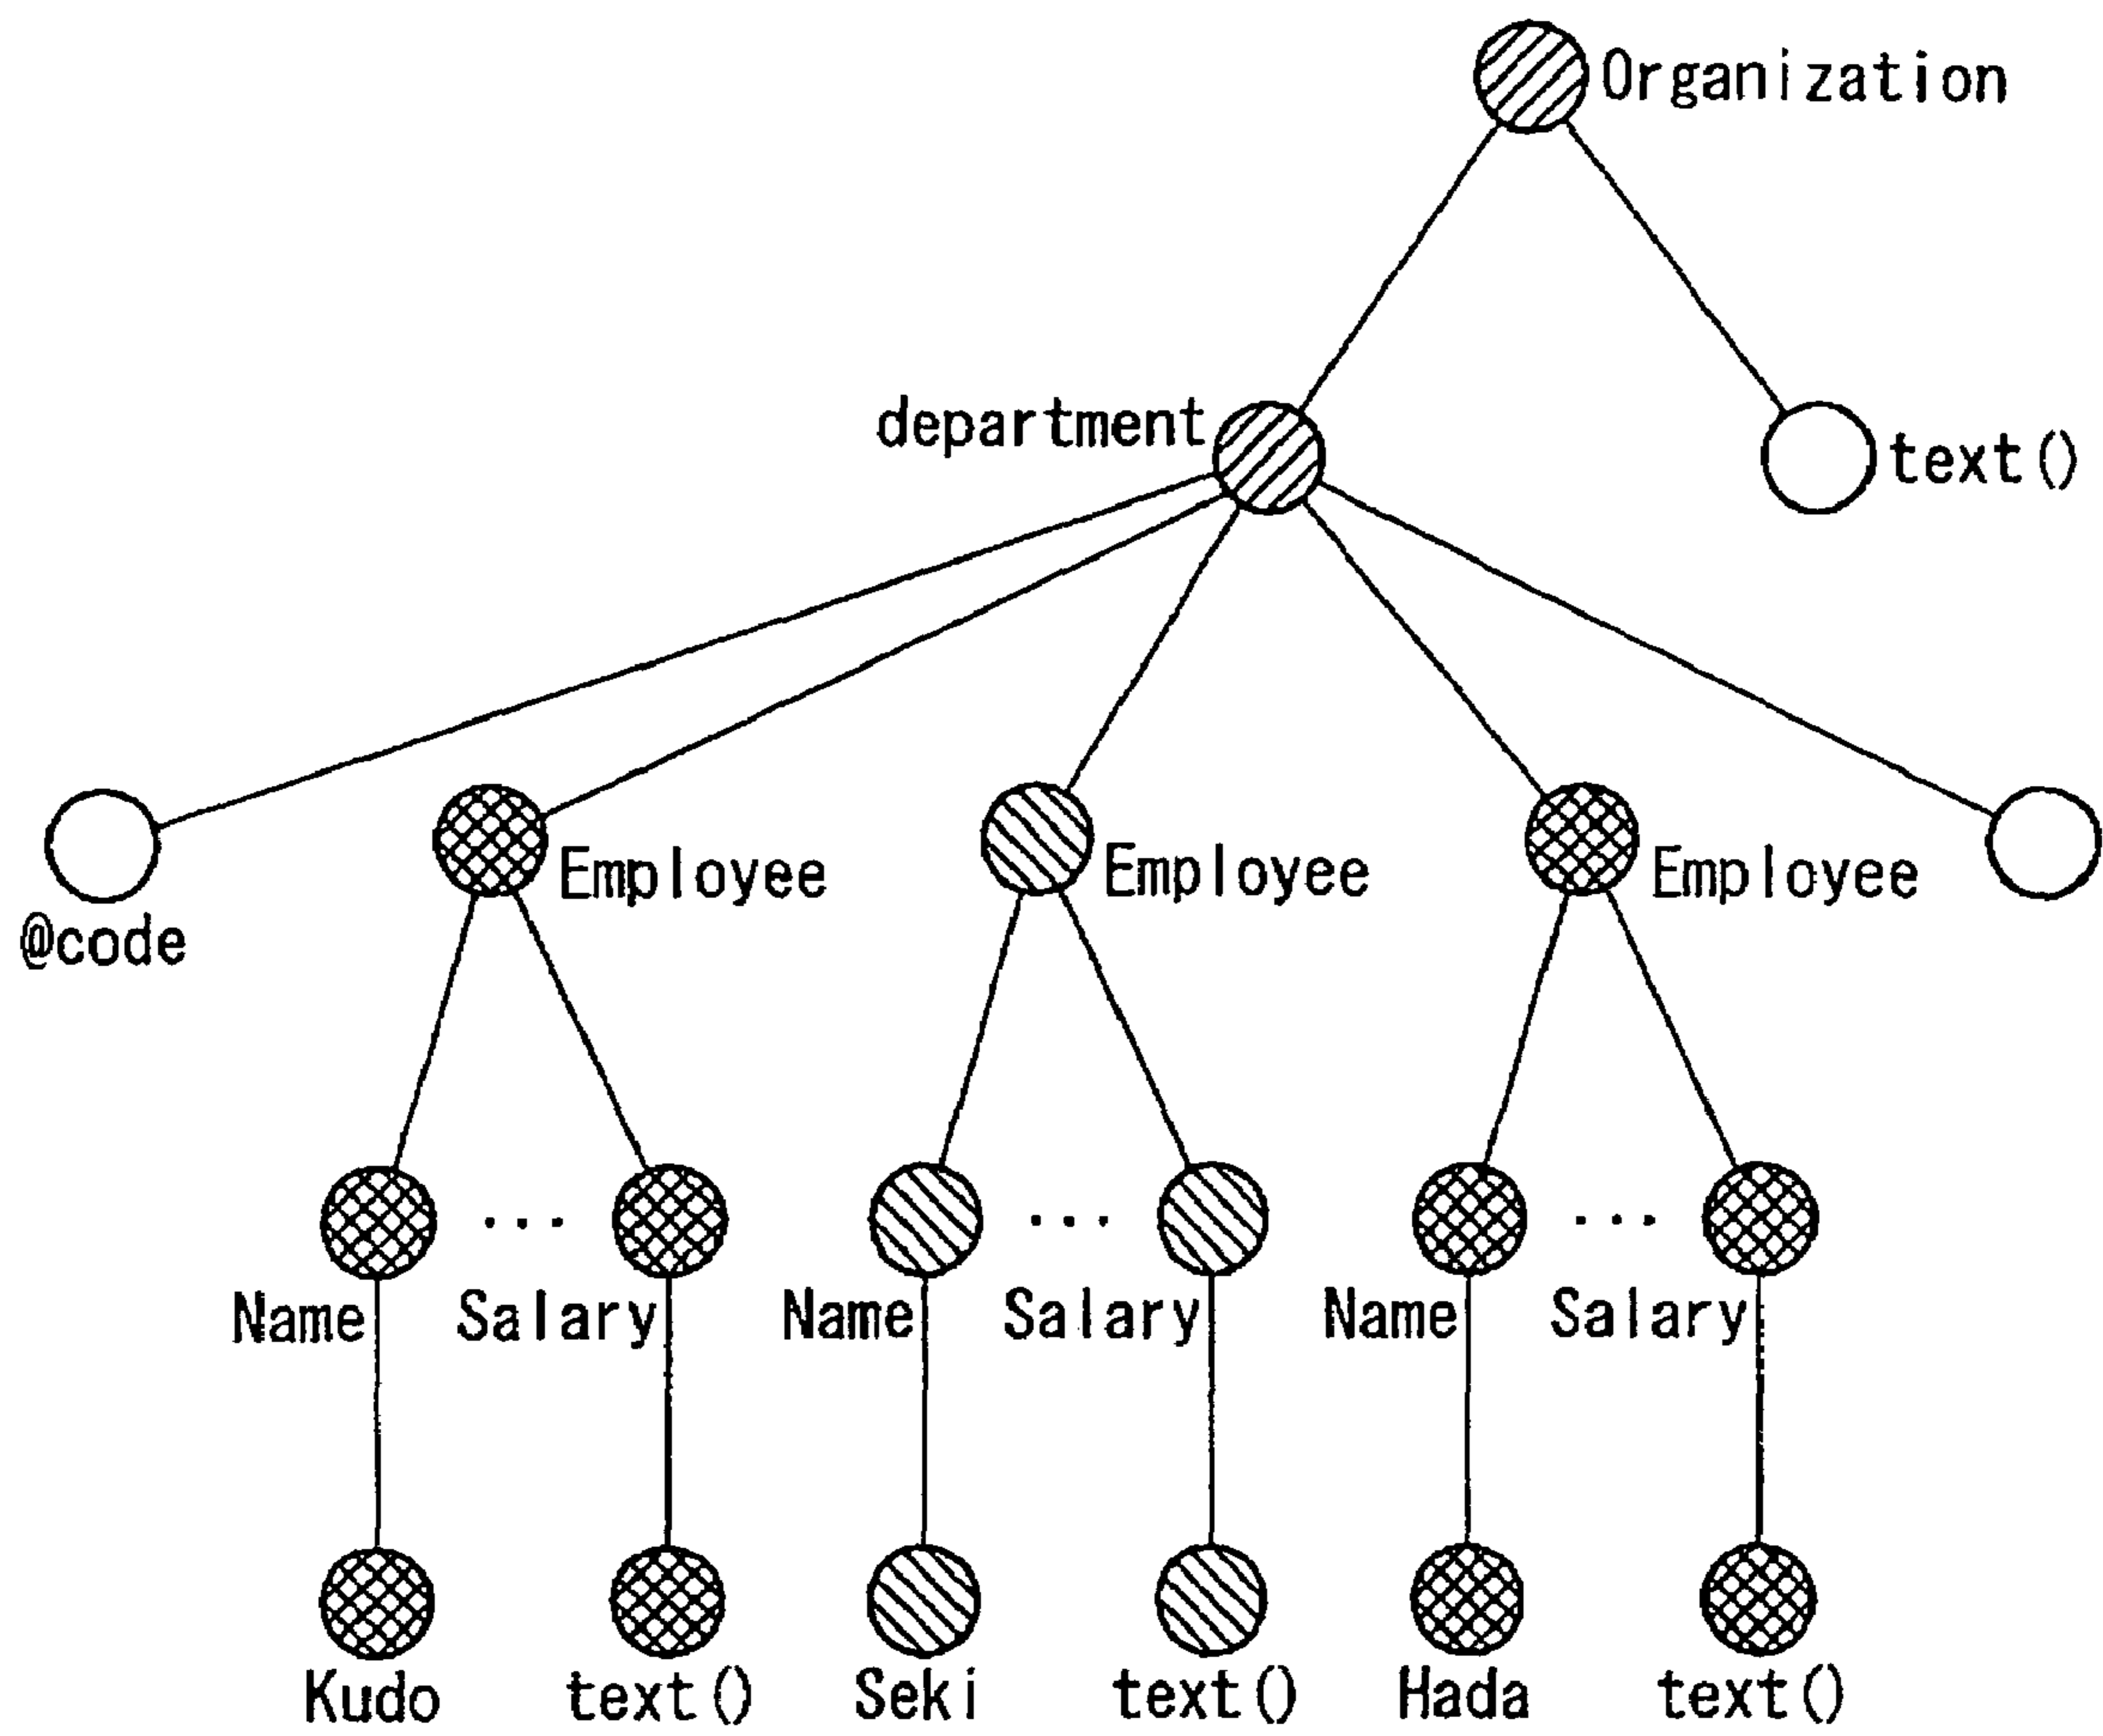 Organization
department
text()
Employee
Employee
Employee
@code
Name
Salary
Name
Salary
Name
Salary
...
...
...
Kudo
text()
Seki
text()
Hada
text()